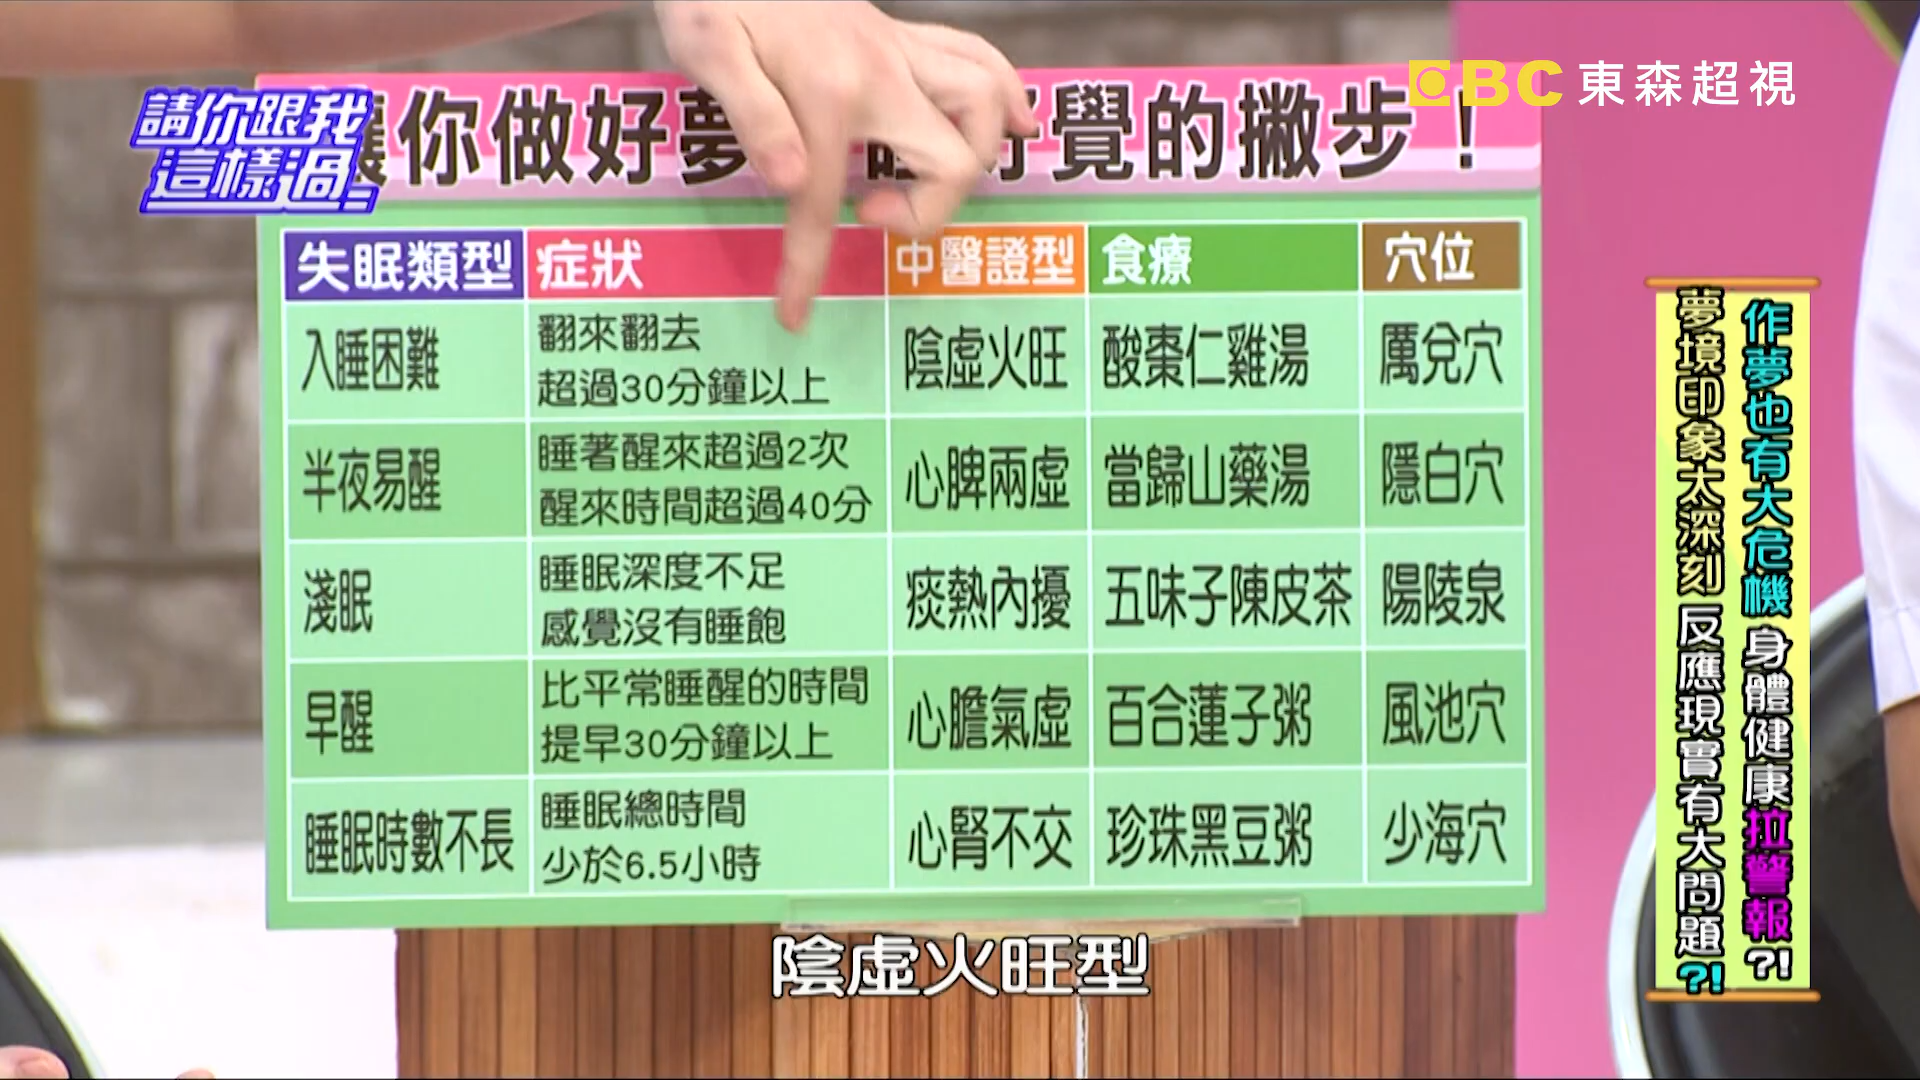 請你跟我
這樣過
EBC 東森超視
讓你做好夢 睡好覺的撇步！
失眠類型 症狀 中醫證型 食療 穴位
入睡困難 翻來翻去 超過30分鐘以上 陰虛火旺 酸棗仁雞湯 厲兌穴
半夜易醒 睡著醒來超過2次 醒來時間超過40分 心脾兩虛 當歸山藥湯 隱白穴
淺眠 睡眠深度不足 感覺沒有睡飽 痰熱內擾 五味子陳皮茶 陽陵泉
早醒 比平常睡醒的時間 提早30分鐘以上 心膽氣虛 百合蓮子粥 風池穴
睡眠時數不長 睡眠總時間 少於6.5小時 心腎不交 珍珠黑豆粥 少海穴
作夢也有大危機 身體健康拉警報?!
夢境印象太深刻 反應現實有大問題?!
陰虛火旺型